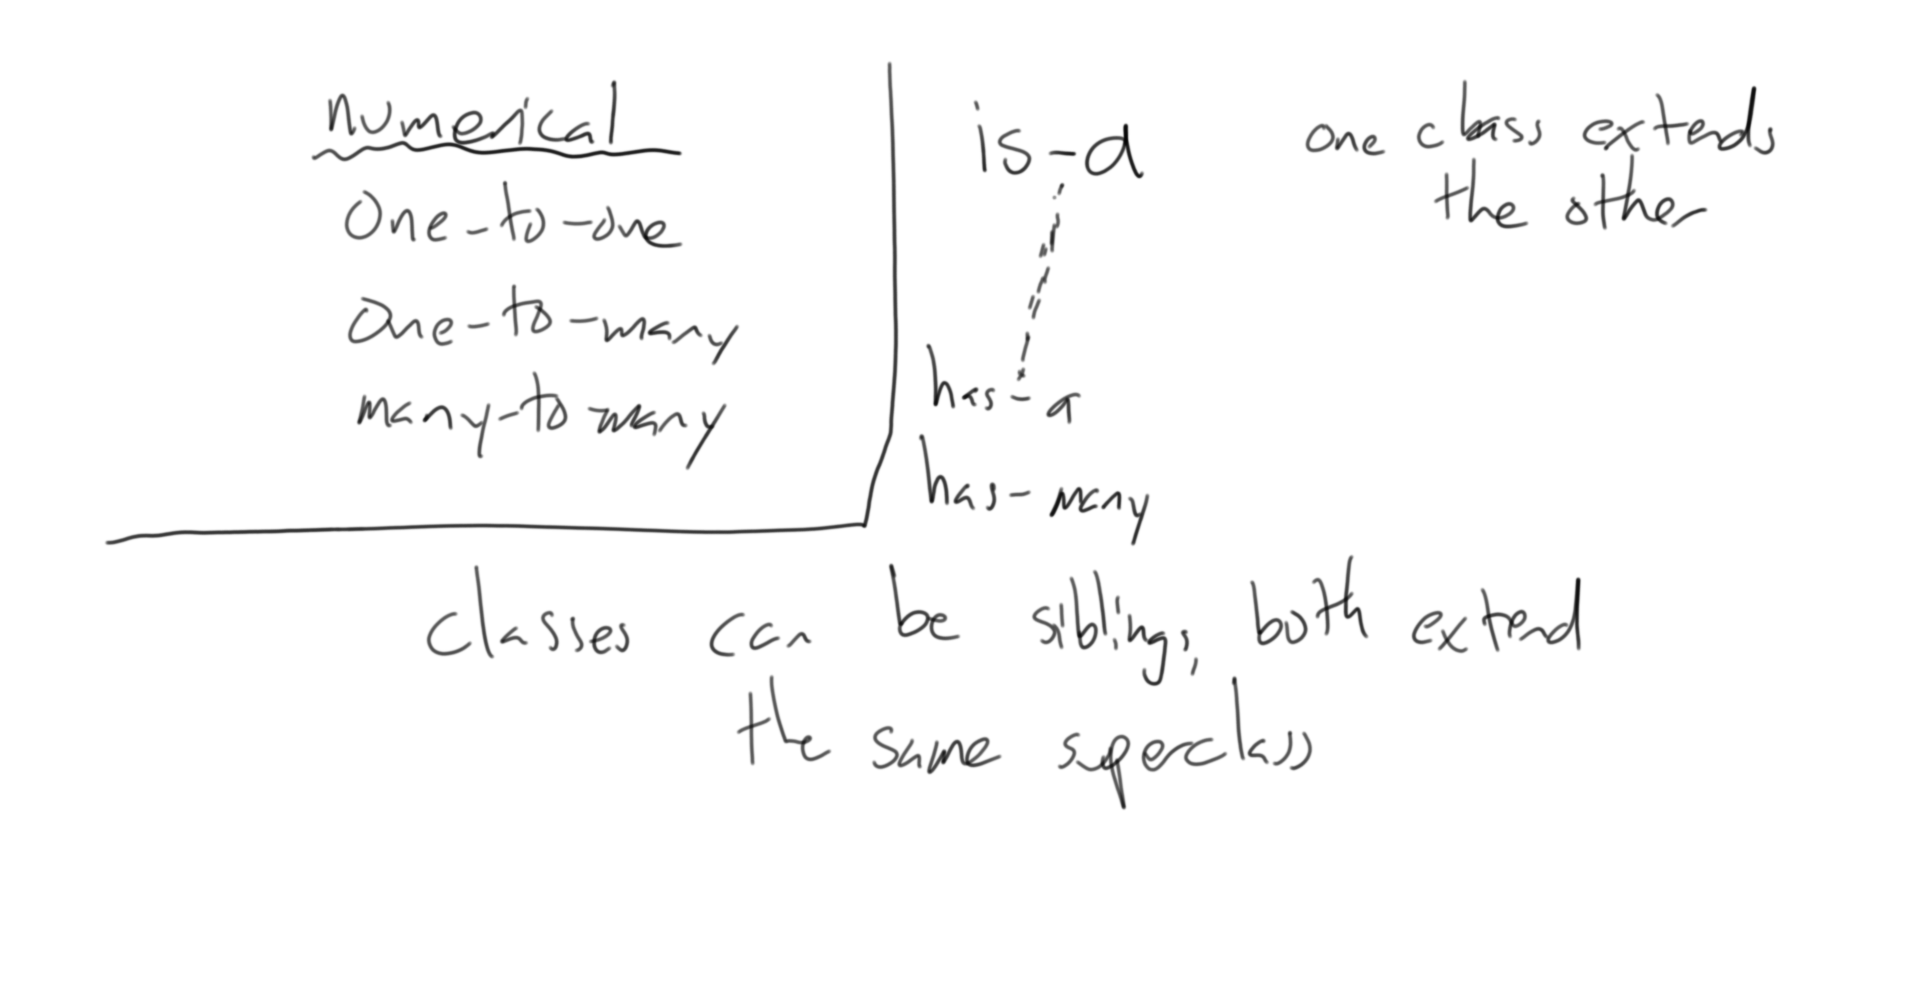 numerical
One-to-one
One-to-many
many-to-many
is-a
one class extends
the other
has-a
has-many
classes can be siblings, both extend
the same superclass